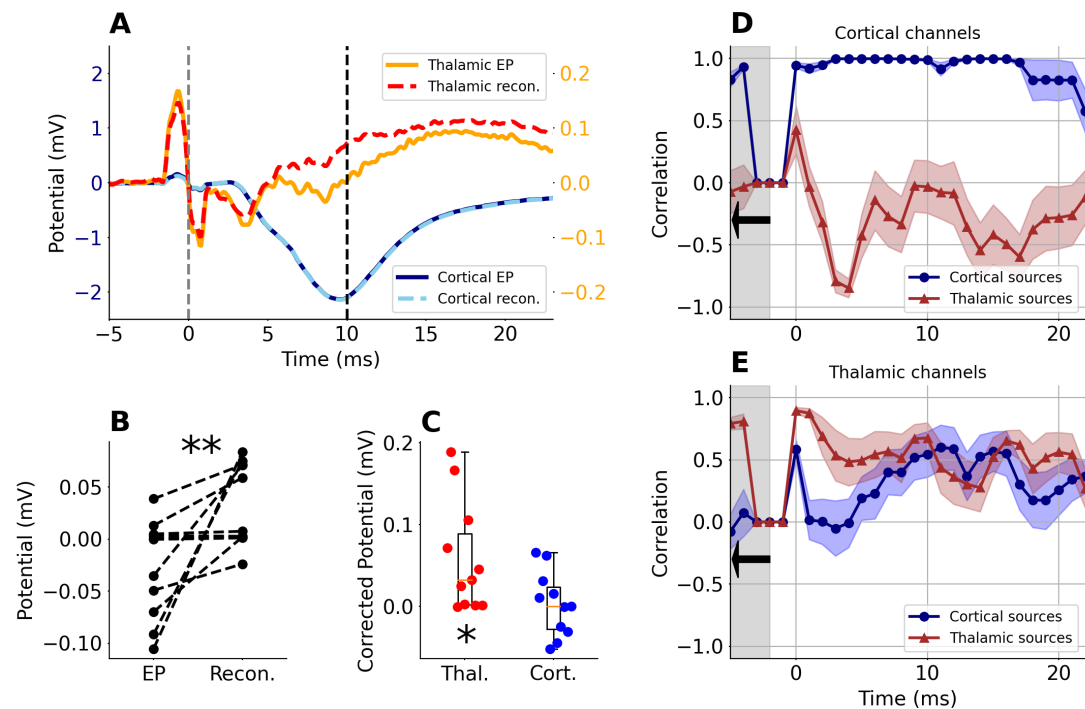 A
Potential (mV)
2
1
0
−1
−2
0.2
0.1
0.0
−0.1
−0.2
Thalamic EP
Thalamic recon.
Cortical EP
Cortical recon.
−5
0
5
10
15
20
Time (ms)
B
**
Potential (mV)
0.05
0.00
−0.05
−0.10
EP
Recon.
C
Corrected Potential (mV)
0.2
0.1
0.0
*
Thal.
Cort.
D
Cortical channels
Correlation
1.0
0.5
0.0
−0.5
−1.0
Cortical sources
Thalamic sources
0
10
20
E
Thalamic channels
Correlation
1.0
0.5
0.0
−0.5
−1.0
Cortical sources
Thalamic sources
0
10
20
Time (ms)